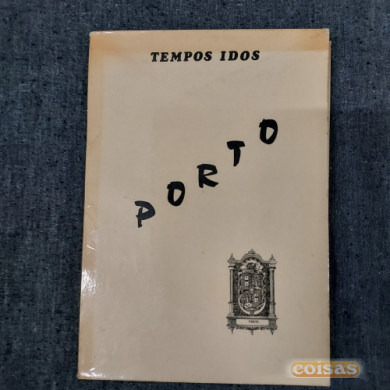 TEMPOS IDOS
PORTO
coisas